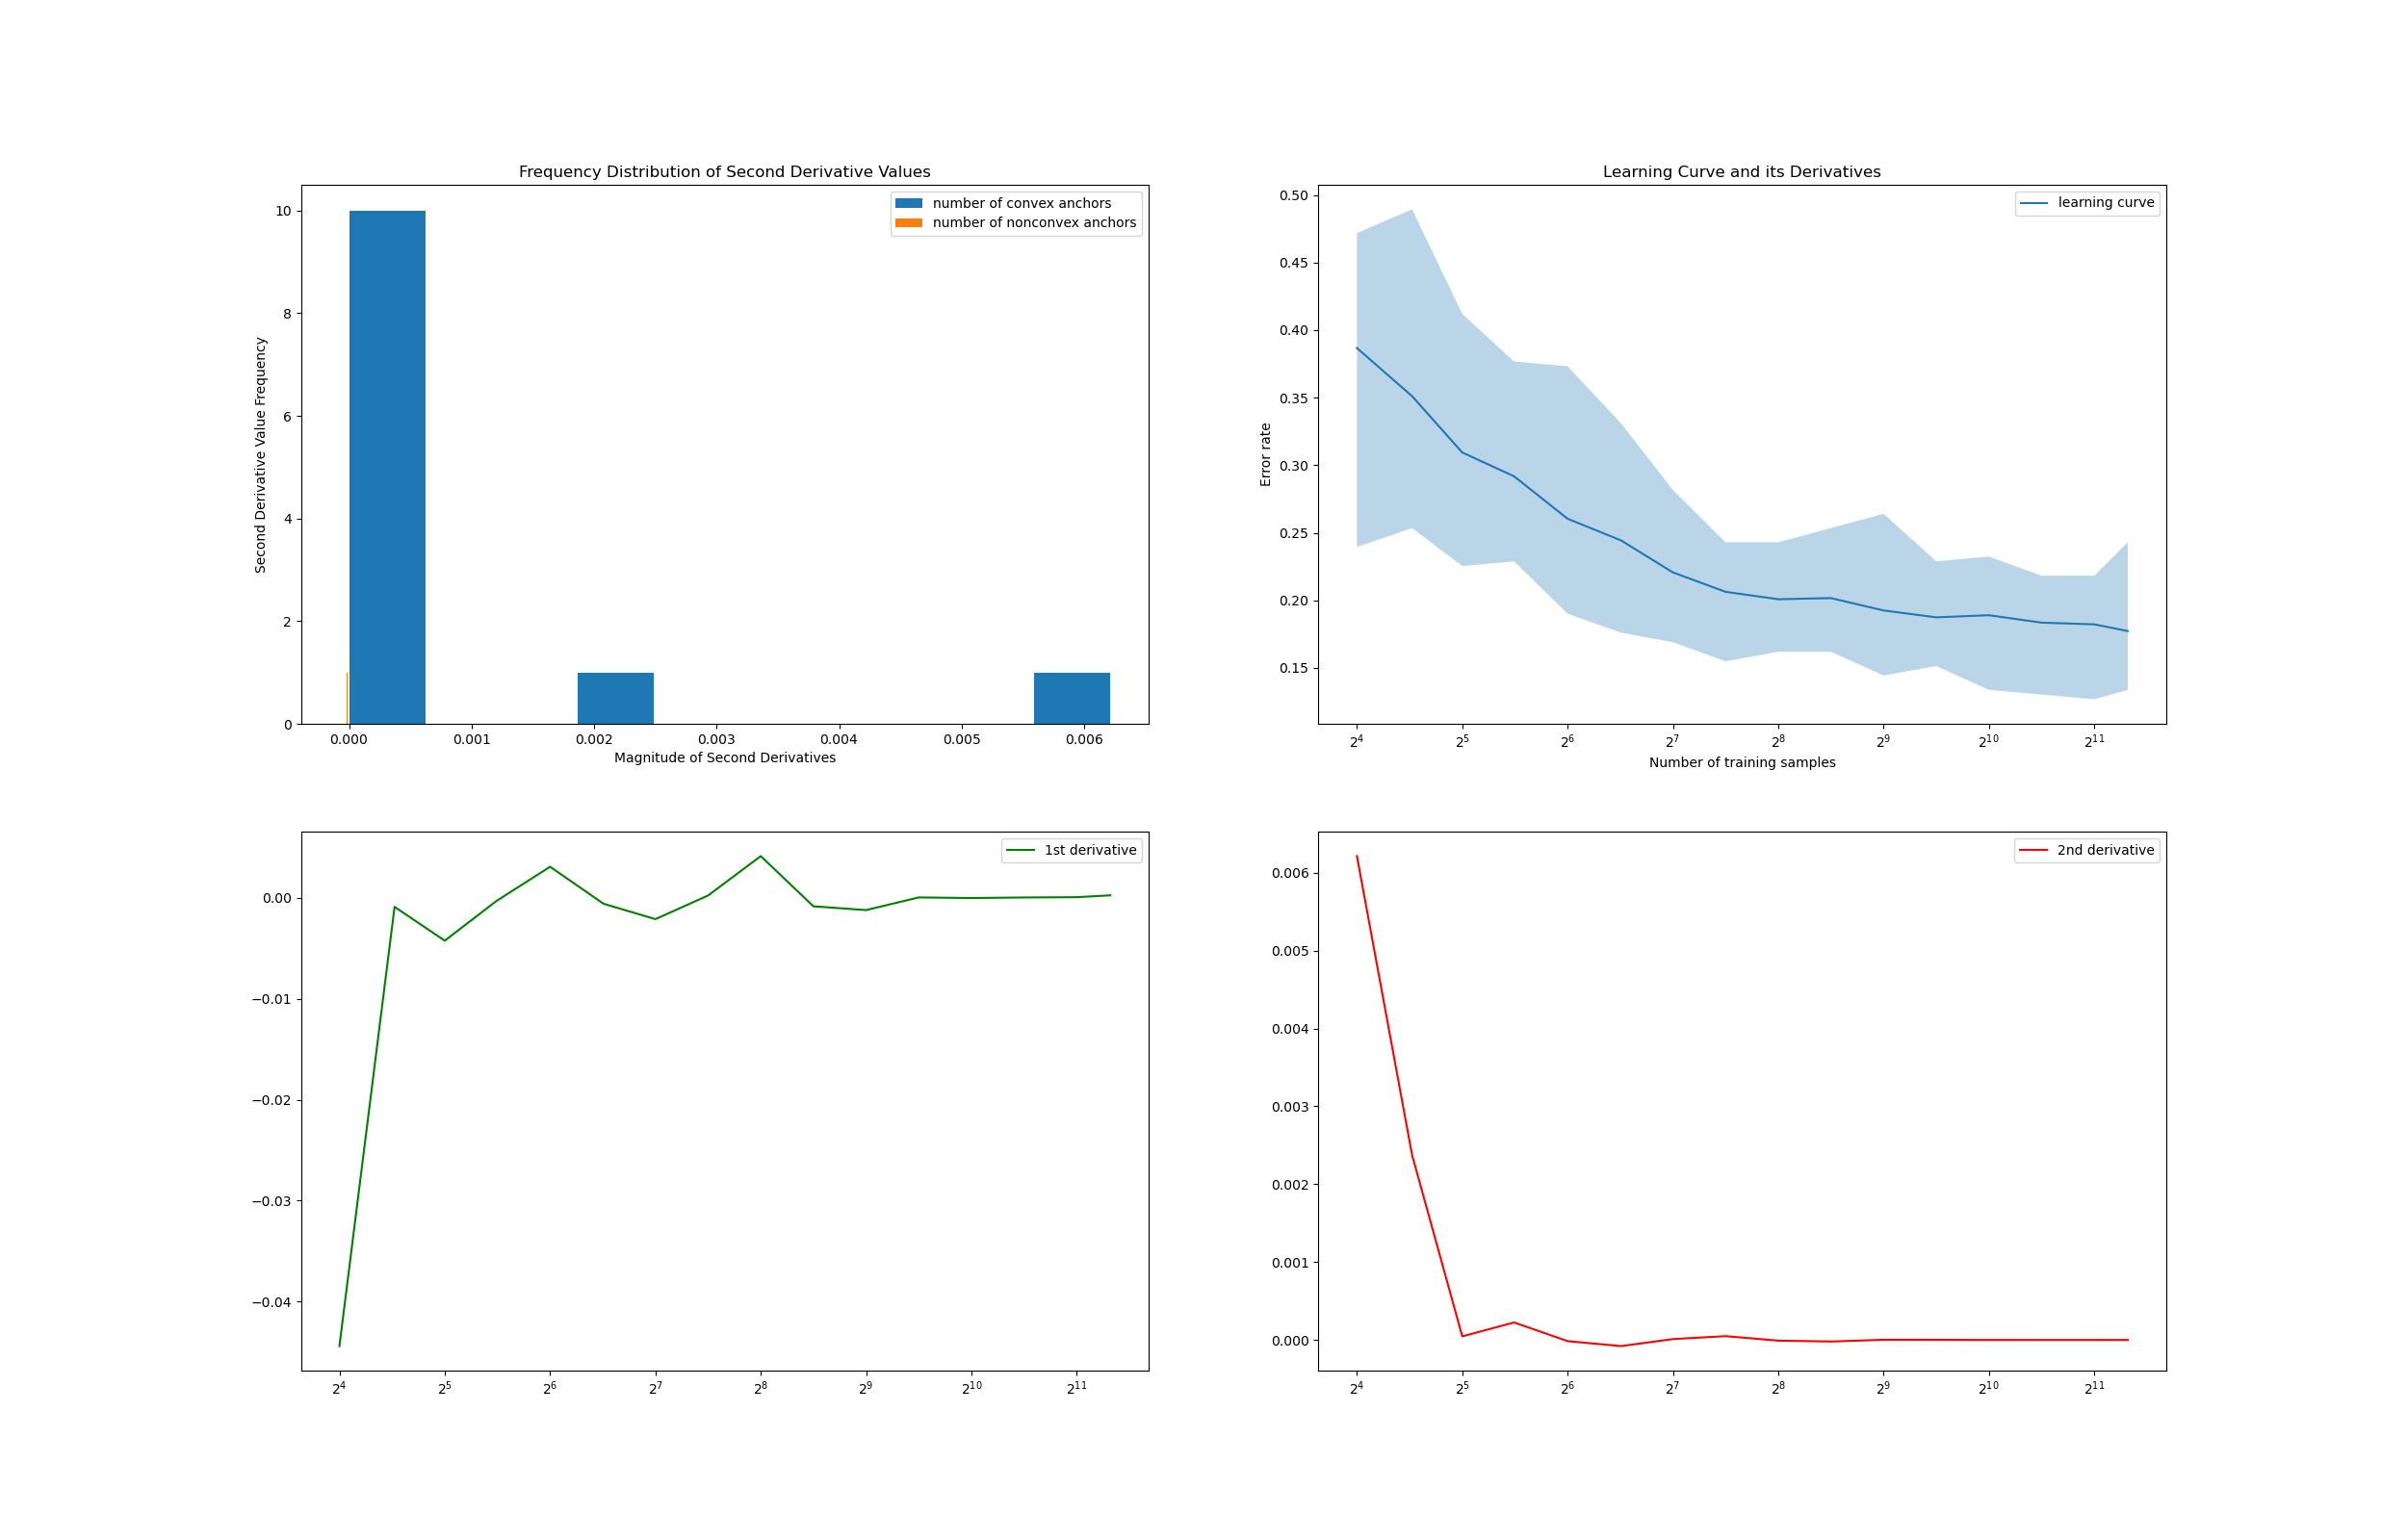 Frequency Distribution of Second Derivative Values
number of convex anchors
number of nonconvex anchors
10
8
6
4
2
0
Second Derivative Value Frequency
0.000 0.001 0.002 0.003 0.004 0.005 0.006
Magnitude of Second Derivatives
Learning Curve and its Derivatives
learning curve
0.50
0.45
0.40
0.35
0.30
0.25
0.20
0.15
Error rate
2^4 2^5 2^6 2^7 2^8 2^9 2^10 2^11
Number of training samples
1st derivative
0.00
−0.01
−0.02
−0.03
−0.04
2^4 2^5 2^6 2^7 2^8 2^9 2^10 2^11
2nd derivative
0.006
0.005
0.004
0.003
0.002
0.001
0.000
2^4 2^5 2^6 2^7 2^8 2^9 2^10 2^11